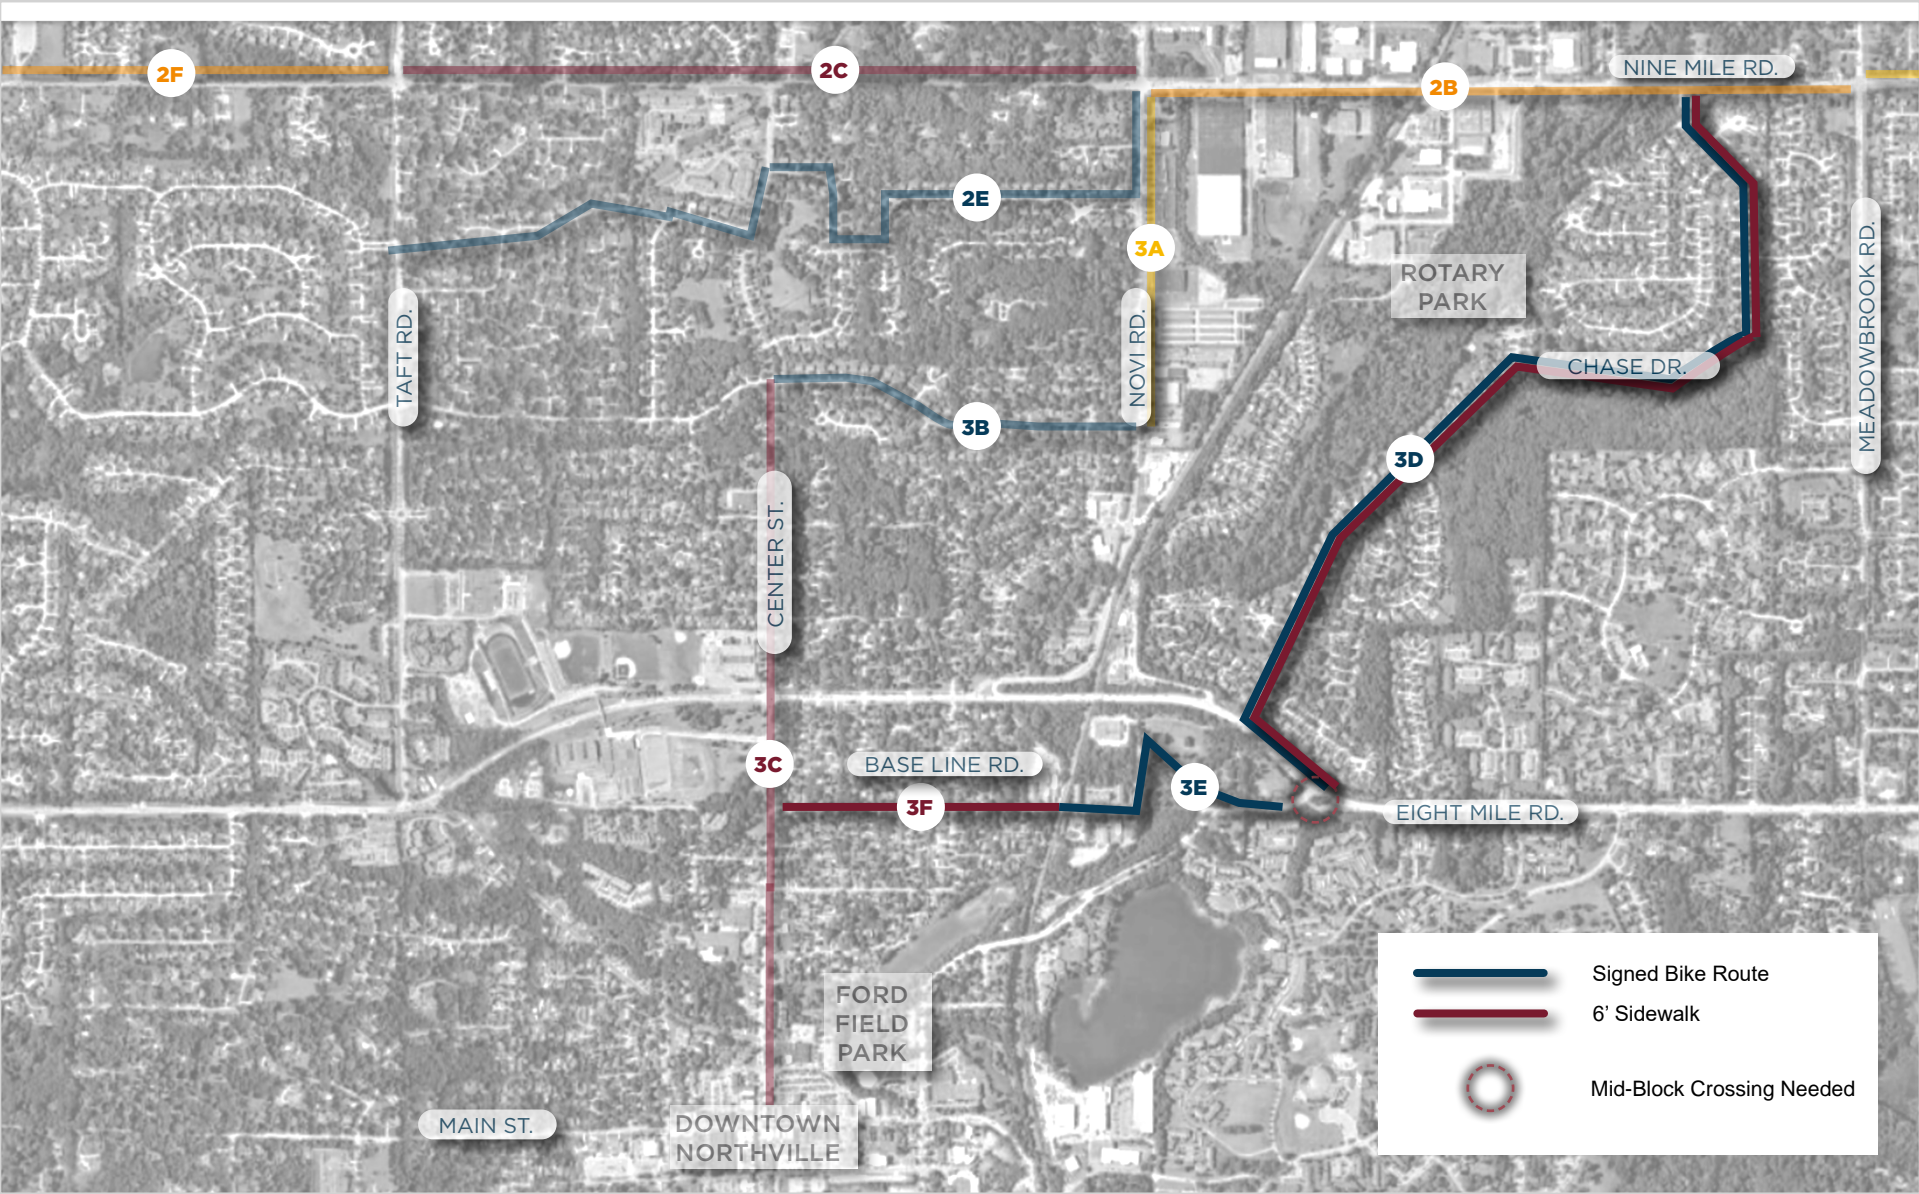 2F
2C
NINE MILE RD.
2B
2E
3A
ROTARY
PARK
TAFT RD.
NOVI RD.
MEADOWBROOK RD.
CHASE DR.
3B
3D
CENTER ST.
3C
BASE LINE RD.
3E
3F
EIGHT MILE RD.
FORD
FIELD
PARK
MAIN ST.
DOWNTOWN
NORTHVILLE
Signed Bike Route
6’ Sidewalk
Mid-Block Crossing Needed